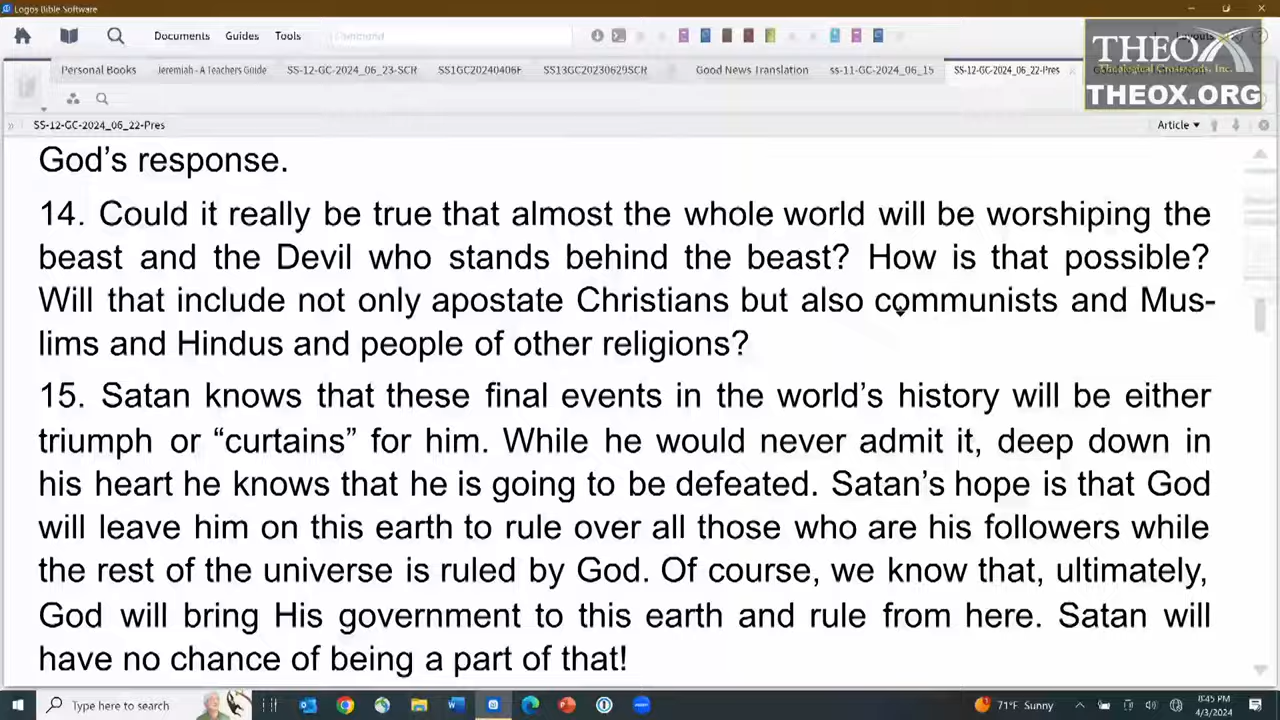 Logos Bible Software
Documents Guides Tools Command Layouts
THEOX
Theological Crossroads, Inc.
THEOX.ORG
Personal Books Jeremiah - A Teachers Guide SS-12-GC-2024_06_23-SCR SS13GC20230629SCR Good News Translation ss-11-GC-2024_06_15 SS-12-GC-2024_06_22-Pres
SS-12-GC-2024_06_22-Pres Article
God’s response.
14. Could it really be true that almost the whole world will be worshiping the
beast and the Devil who stands behind the beast? How is that possible?
Will that include not only apostate Christians but also communists and Mus-
lims and Hindus and people of other religions?
15. Satan knows that these final events in the world’s history will be either
triumph or “curtains” for him. While he would never admit it, deep down in
his heart he knows that he is going to be defeated. Satan’s hope is that God
will leave him on this earth to rule over all those who are his followers while
the rest of the universe is ruled by God. Of course, we know that, ultimately,
God will bring His government to this earth and rule from here. Satan will
have no chance of being a part of that!
Type here to search 71°F Sunny 8:45 PM
4/3/2024